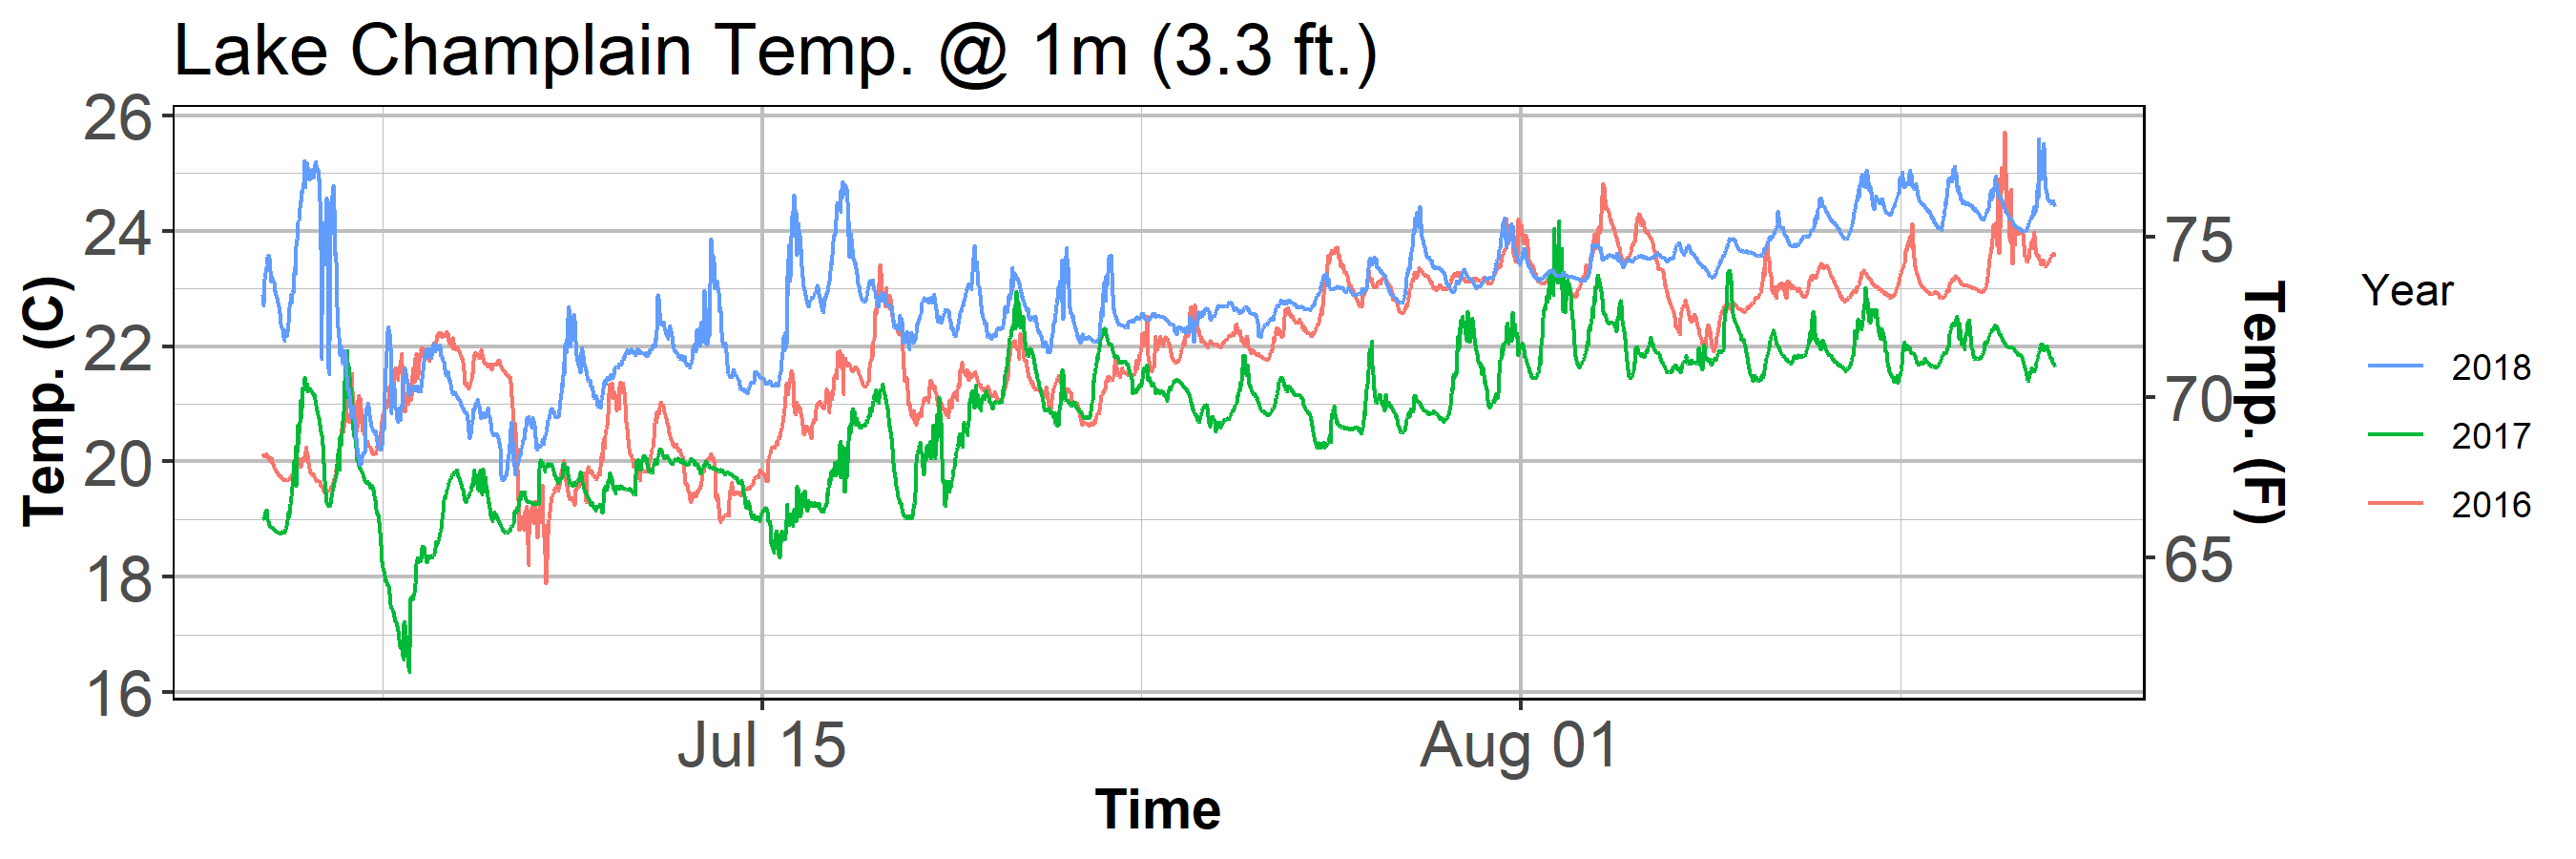 Lake Champlain Temp. @ 1m (3.3 ft.)
26
24
22
20
18
16
Temp. (C)
75
70
65
Temp. (F)
Jul 15
Aug 01
Time
Year
2018
2017
2016